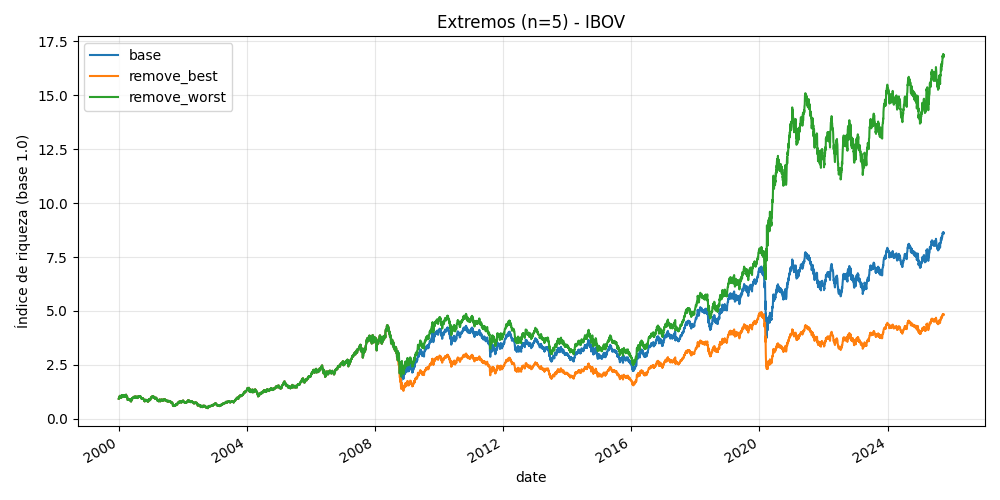 Extremos (n=5) - IBOV
base
remove_best
remove_worst
Índice de riqueza (base 1.0)
17.5
15.0
12.5
10.0
7.5
5.0
2.5
0.0
2000
2004
2008
2012
2016
2020
2024
date